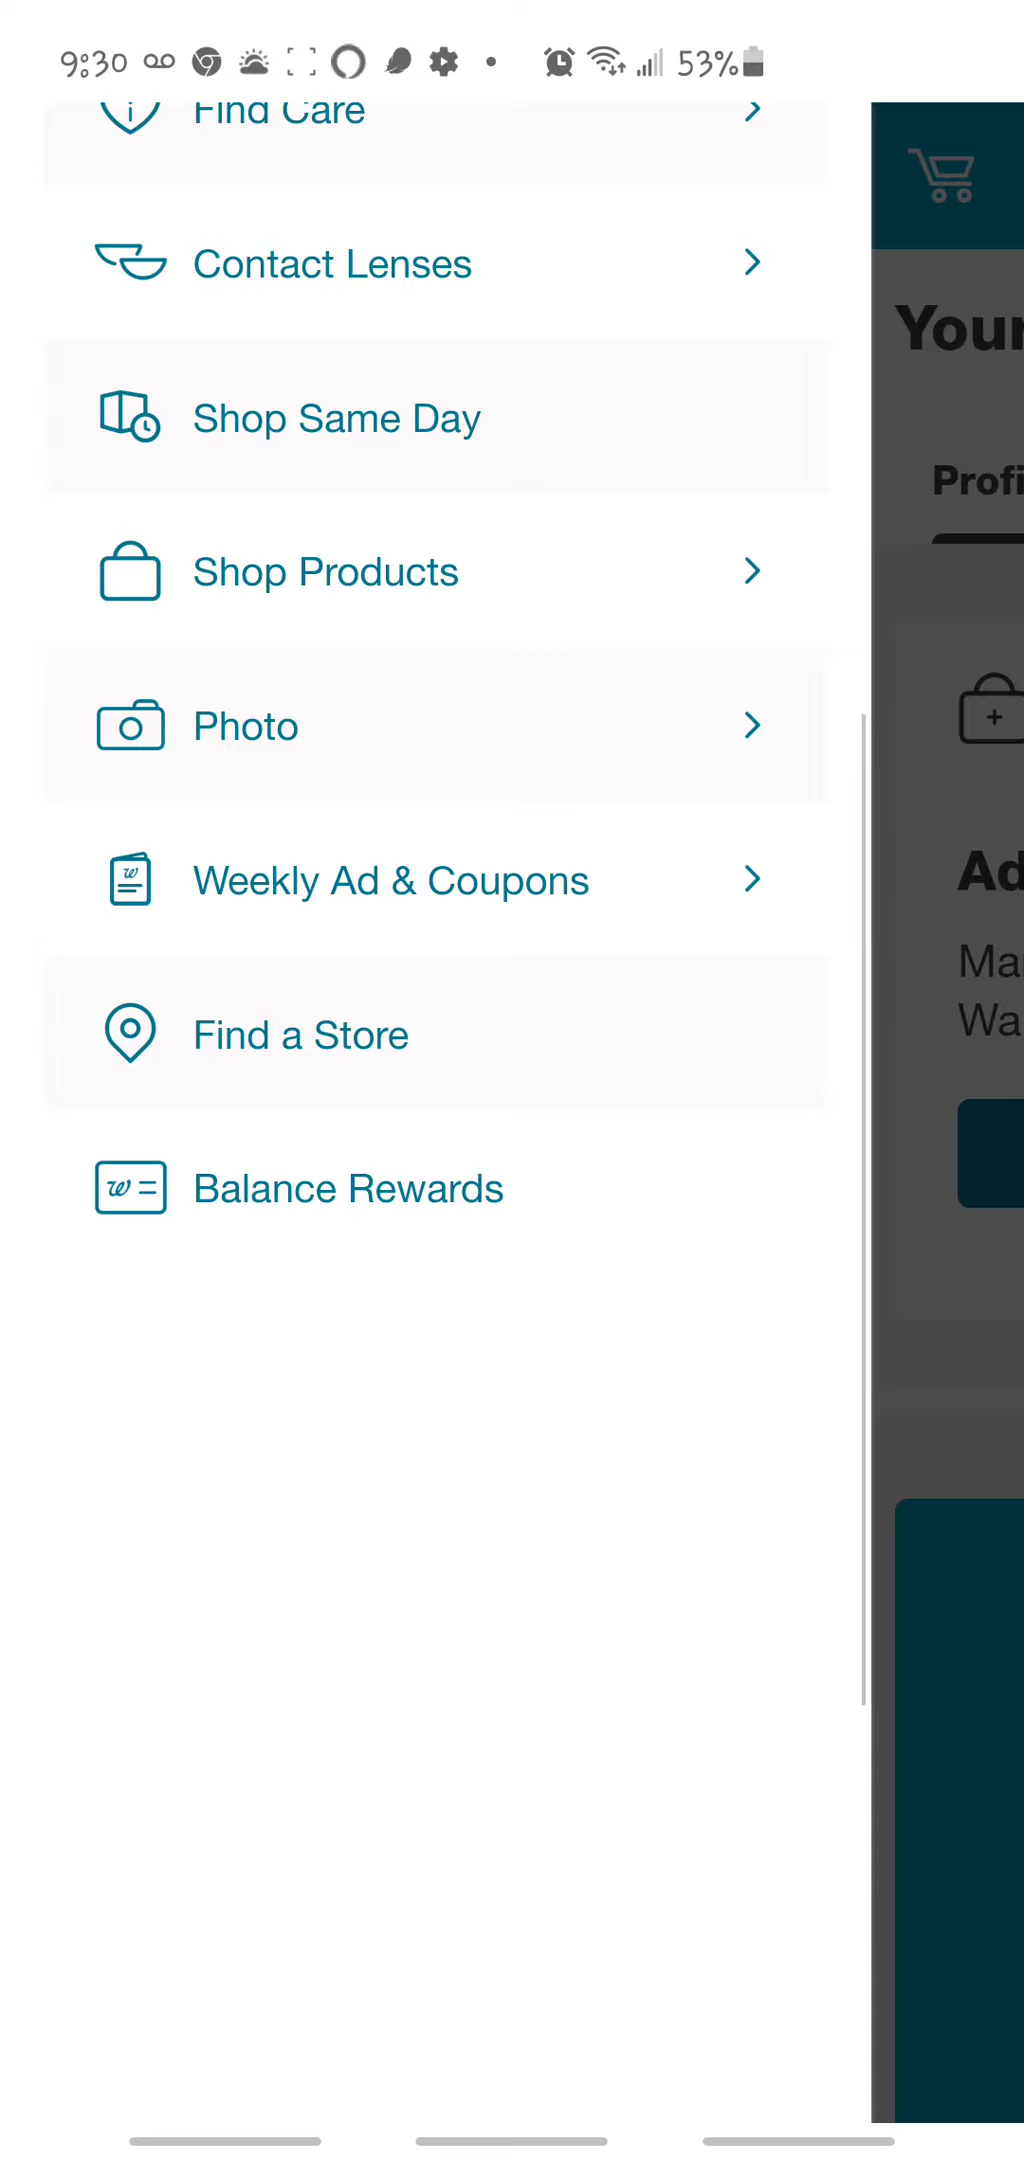 9:30 53%
Find Care
Contact Lenses
Shop Same Day
Shop Products
Photo
Weekly Ad & Coupons
Find a Store
Balance Rewards
Your
Profi
Ad
Ma
Wa